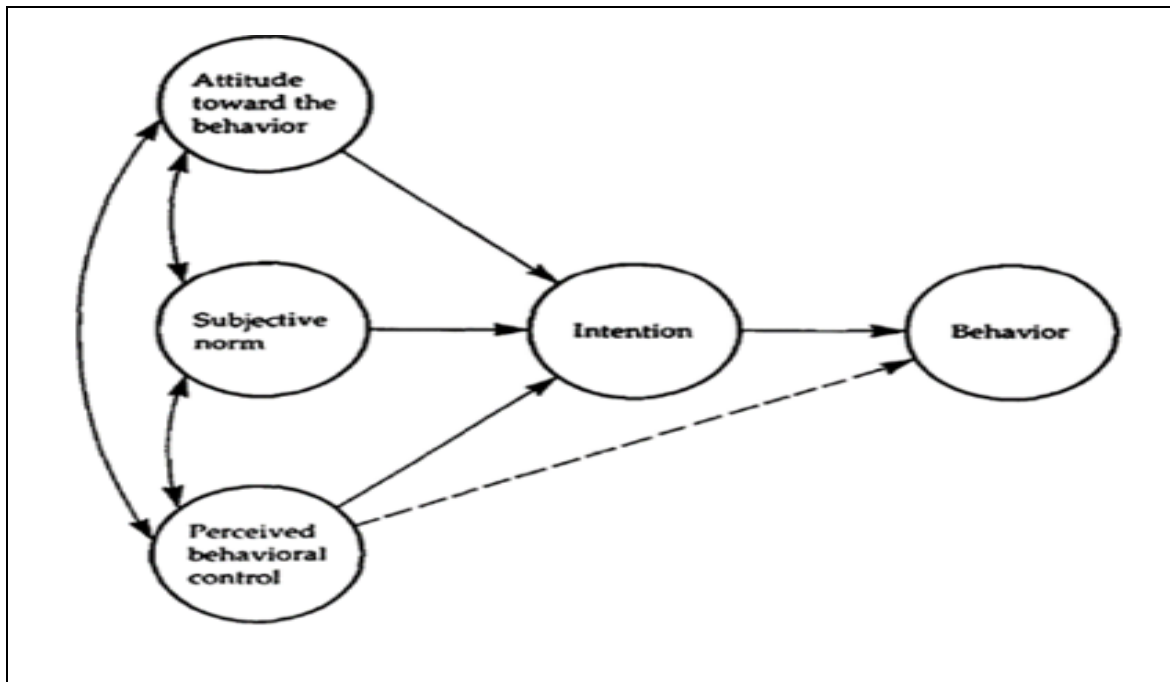 Attitude
toward the
behavior
Subjective
norm
Intention
Behavior
Perceived
behavioral
control